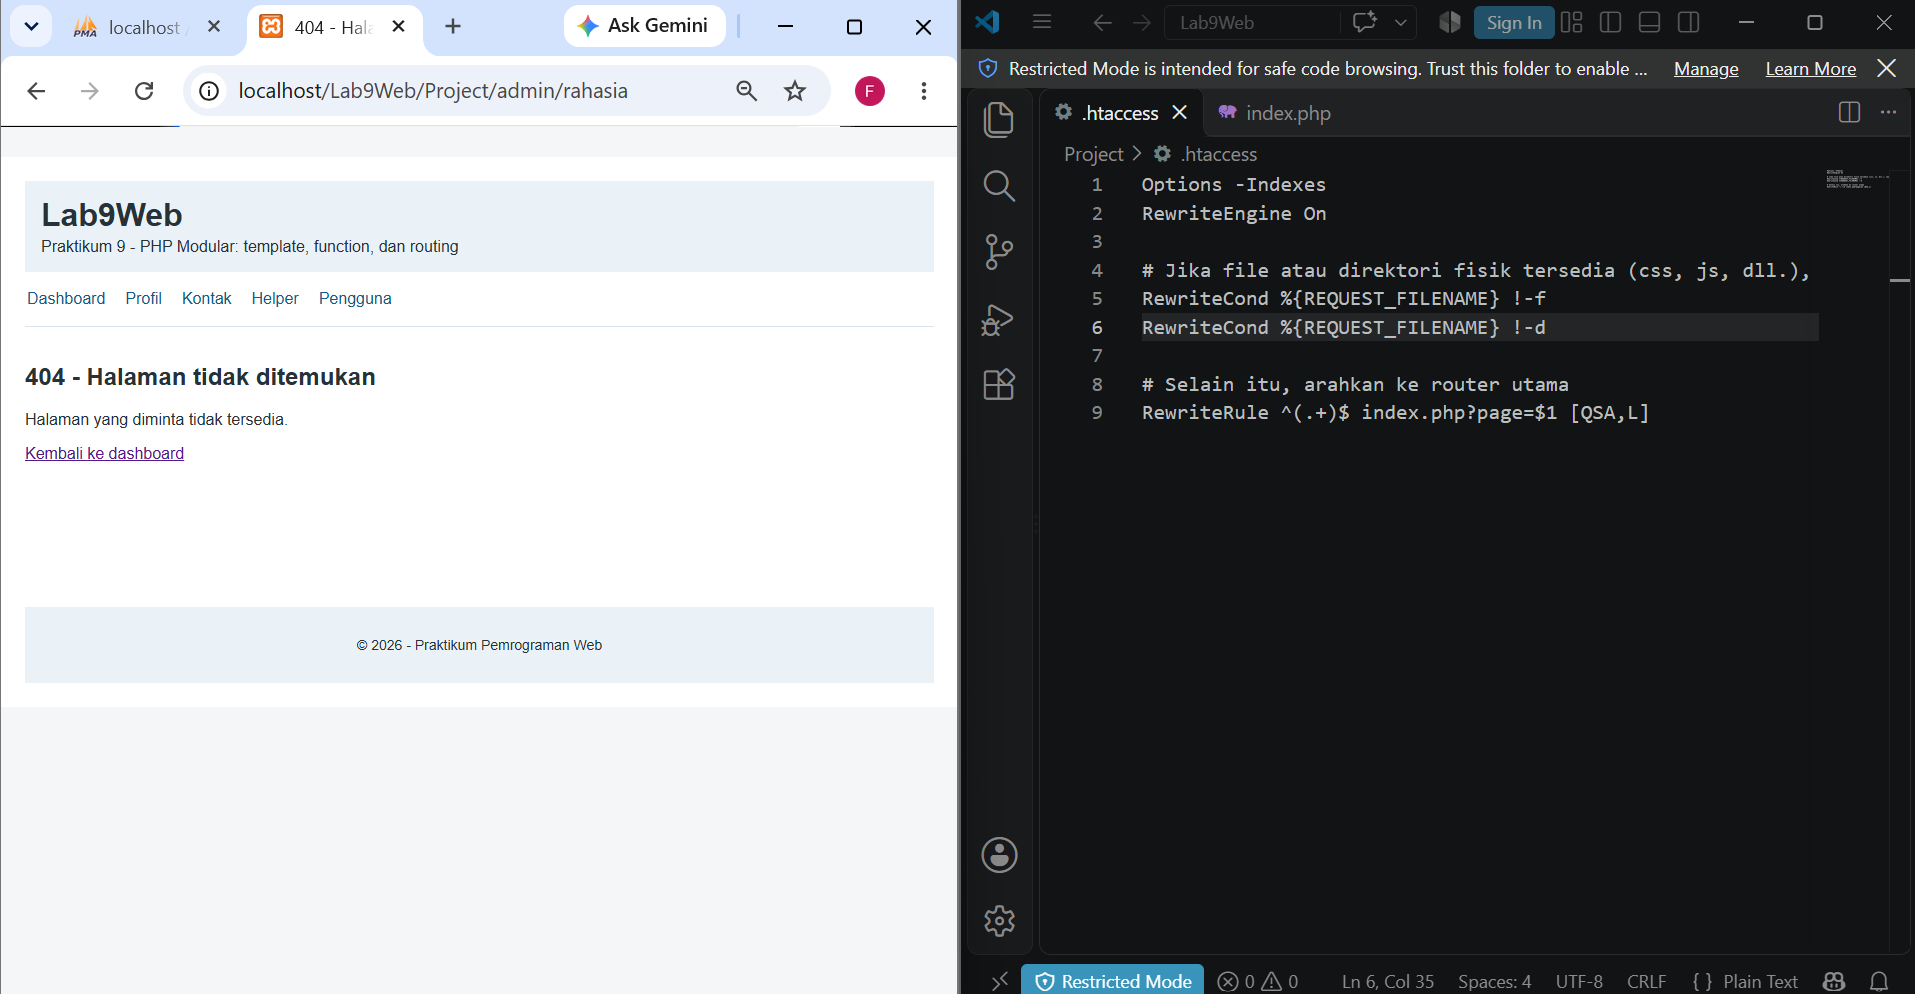 localhost /
404 - Hala
Ask Gemini
localhost/Lab9Web/Project/admin/rahasia
F
Lab9Web
Praktikum 9 - PHP Modular: template, function, dan routing
Dashboard Profil Kontak Helper Pengguna
404 - Halaman tidak ditemukan
Halaman yang diminta tidak tersedia.
Kembali ke dashboard
© 2026 - Praktikum Pemrograman Web
Lab9Web
Sign In
Restricted Mode is intended for safe code browsing. Trust this folder to enable ... Manage Learn More
.htaccess index.php
Project > .htaccess
1 Options -Indexes
2 RewriteEngine On
3
4 # Jika file atau direktori fisik tersedia (css, js, dll.),
5 RewriteCond %{REQUEST_FILENAME} !-f
6 RewriteCond %{REQUEST_FILENAME} !-d
7
8 # Selain itu, arahkan ke router utama
9 RewriteRule ^(.+)$ index.php?page=$1 [QSA,L]
Restricted Mode 0 0 Ln 6, Col 35 Spaces: 4 UTF-8 CRLF { } Plain Text